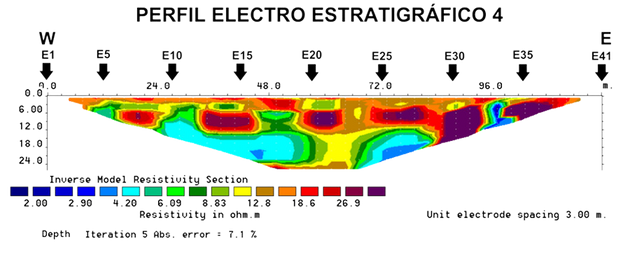 PERFIL ELECTRO ESTRATIGRÁFICO 4
W E
E1 E5 E10 E15 E20 E25 E30 E35 E41
0.0 24.0 48.0 72.0 96.0 m.
0.0
6.00
12.0
18.0
24.0
Inverse Model Resistivity Section
2.00 2.90 4.20 6.09 8.83 12.8 18.6 26.9
Resistivity in ohm.m
Unit electrode spacing 3.00 m.
Depth Iteration 5 Abs. error = 7.1 %